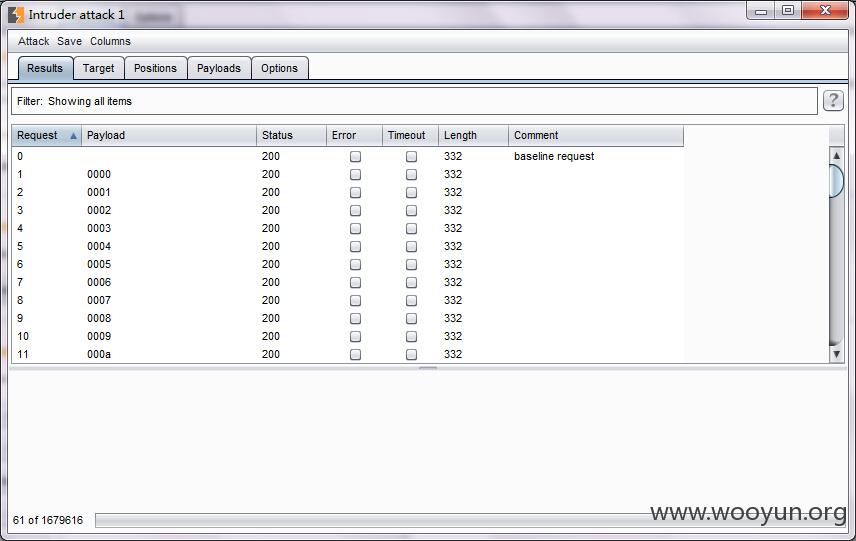 Intruder attack 1
Attack Save Columns
Results Target Positions Payloads Options
Filter: Showing all items ?
Request Payload Status Error Timeout Length Comment
0 200 332 baseline request
1 0000 200 332
2 0001 200 332
3 0002 200 332
4 0003 200 332
5 0004 200 332
6 0005 200 332
7 0006 200 332
8 0007 200 332
9 0008 200 332
10 0009 200 332
11 000a 200 332
61 of 1679616
www.wooyun.org